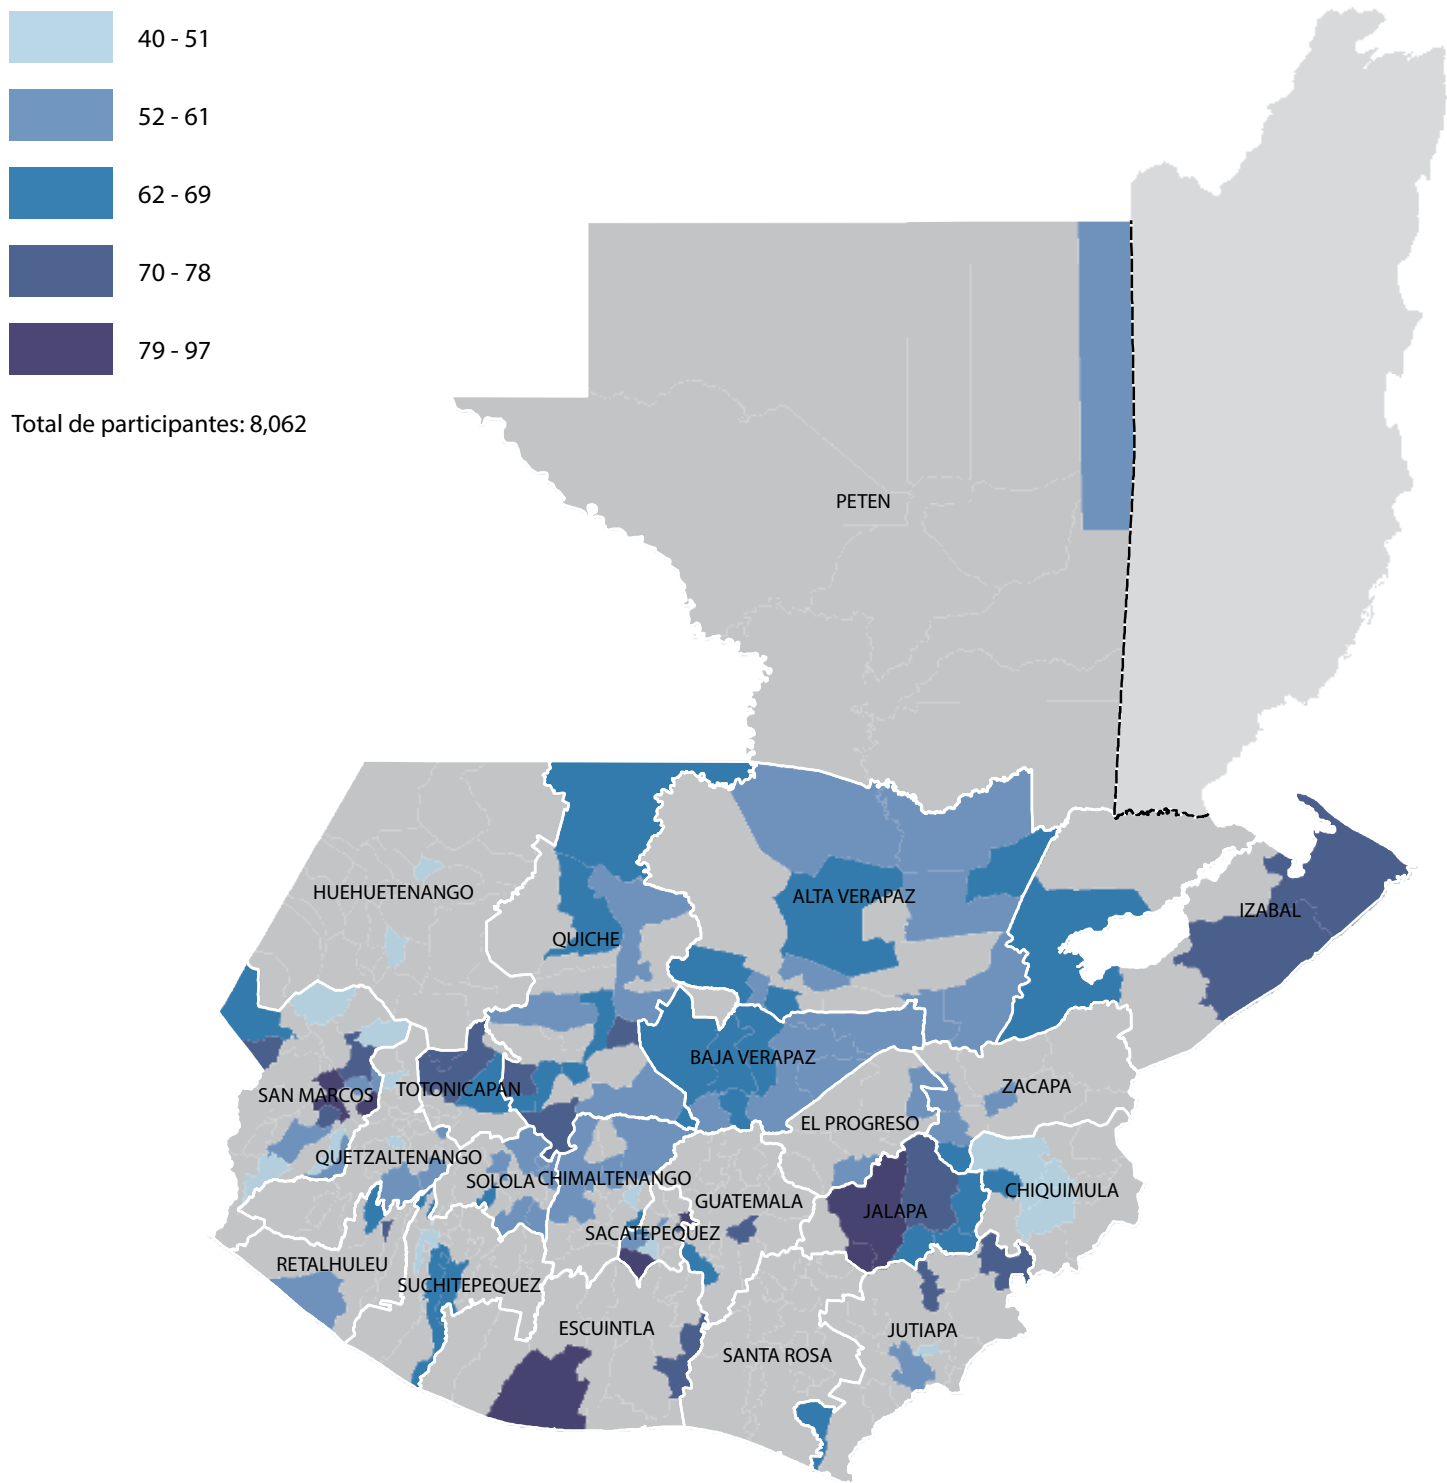 40 - 51
52 - 61
62 - 69
70 - 78
79 - 97
Total de participantes: 8,062
PETEN
HUEHUETENANGO
ALTA VERAPAZ
IZABAL
QUICHE
BAJA VERAPAZ
ZACAPA
SAN MARCOS
TOTONICAPAN
EL PROGRESO
QUETZALTENANGO
SOLOLA
CHIMALTENANGO
CHIQUIMULA
GUATEMALA
JALAPA
SACATEPEQUEZ
RETALHULEU
SUCHITEPEQUEZ
ESCUINTLA
JUTIAPA
SANTA ROSA